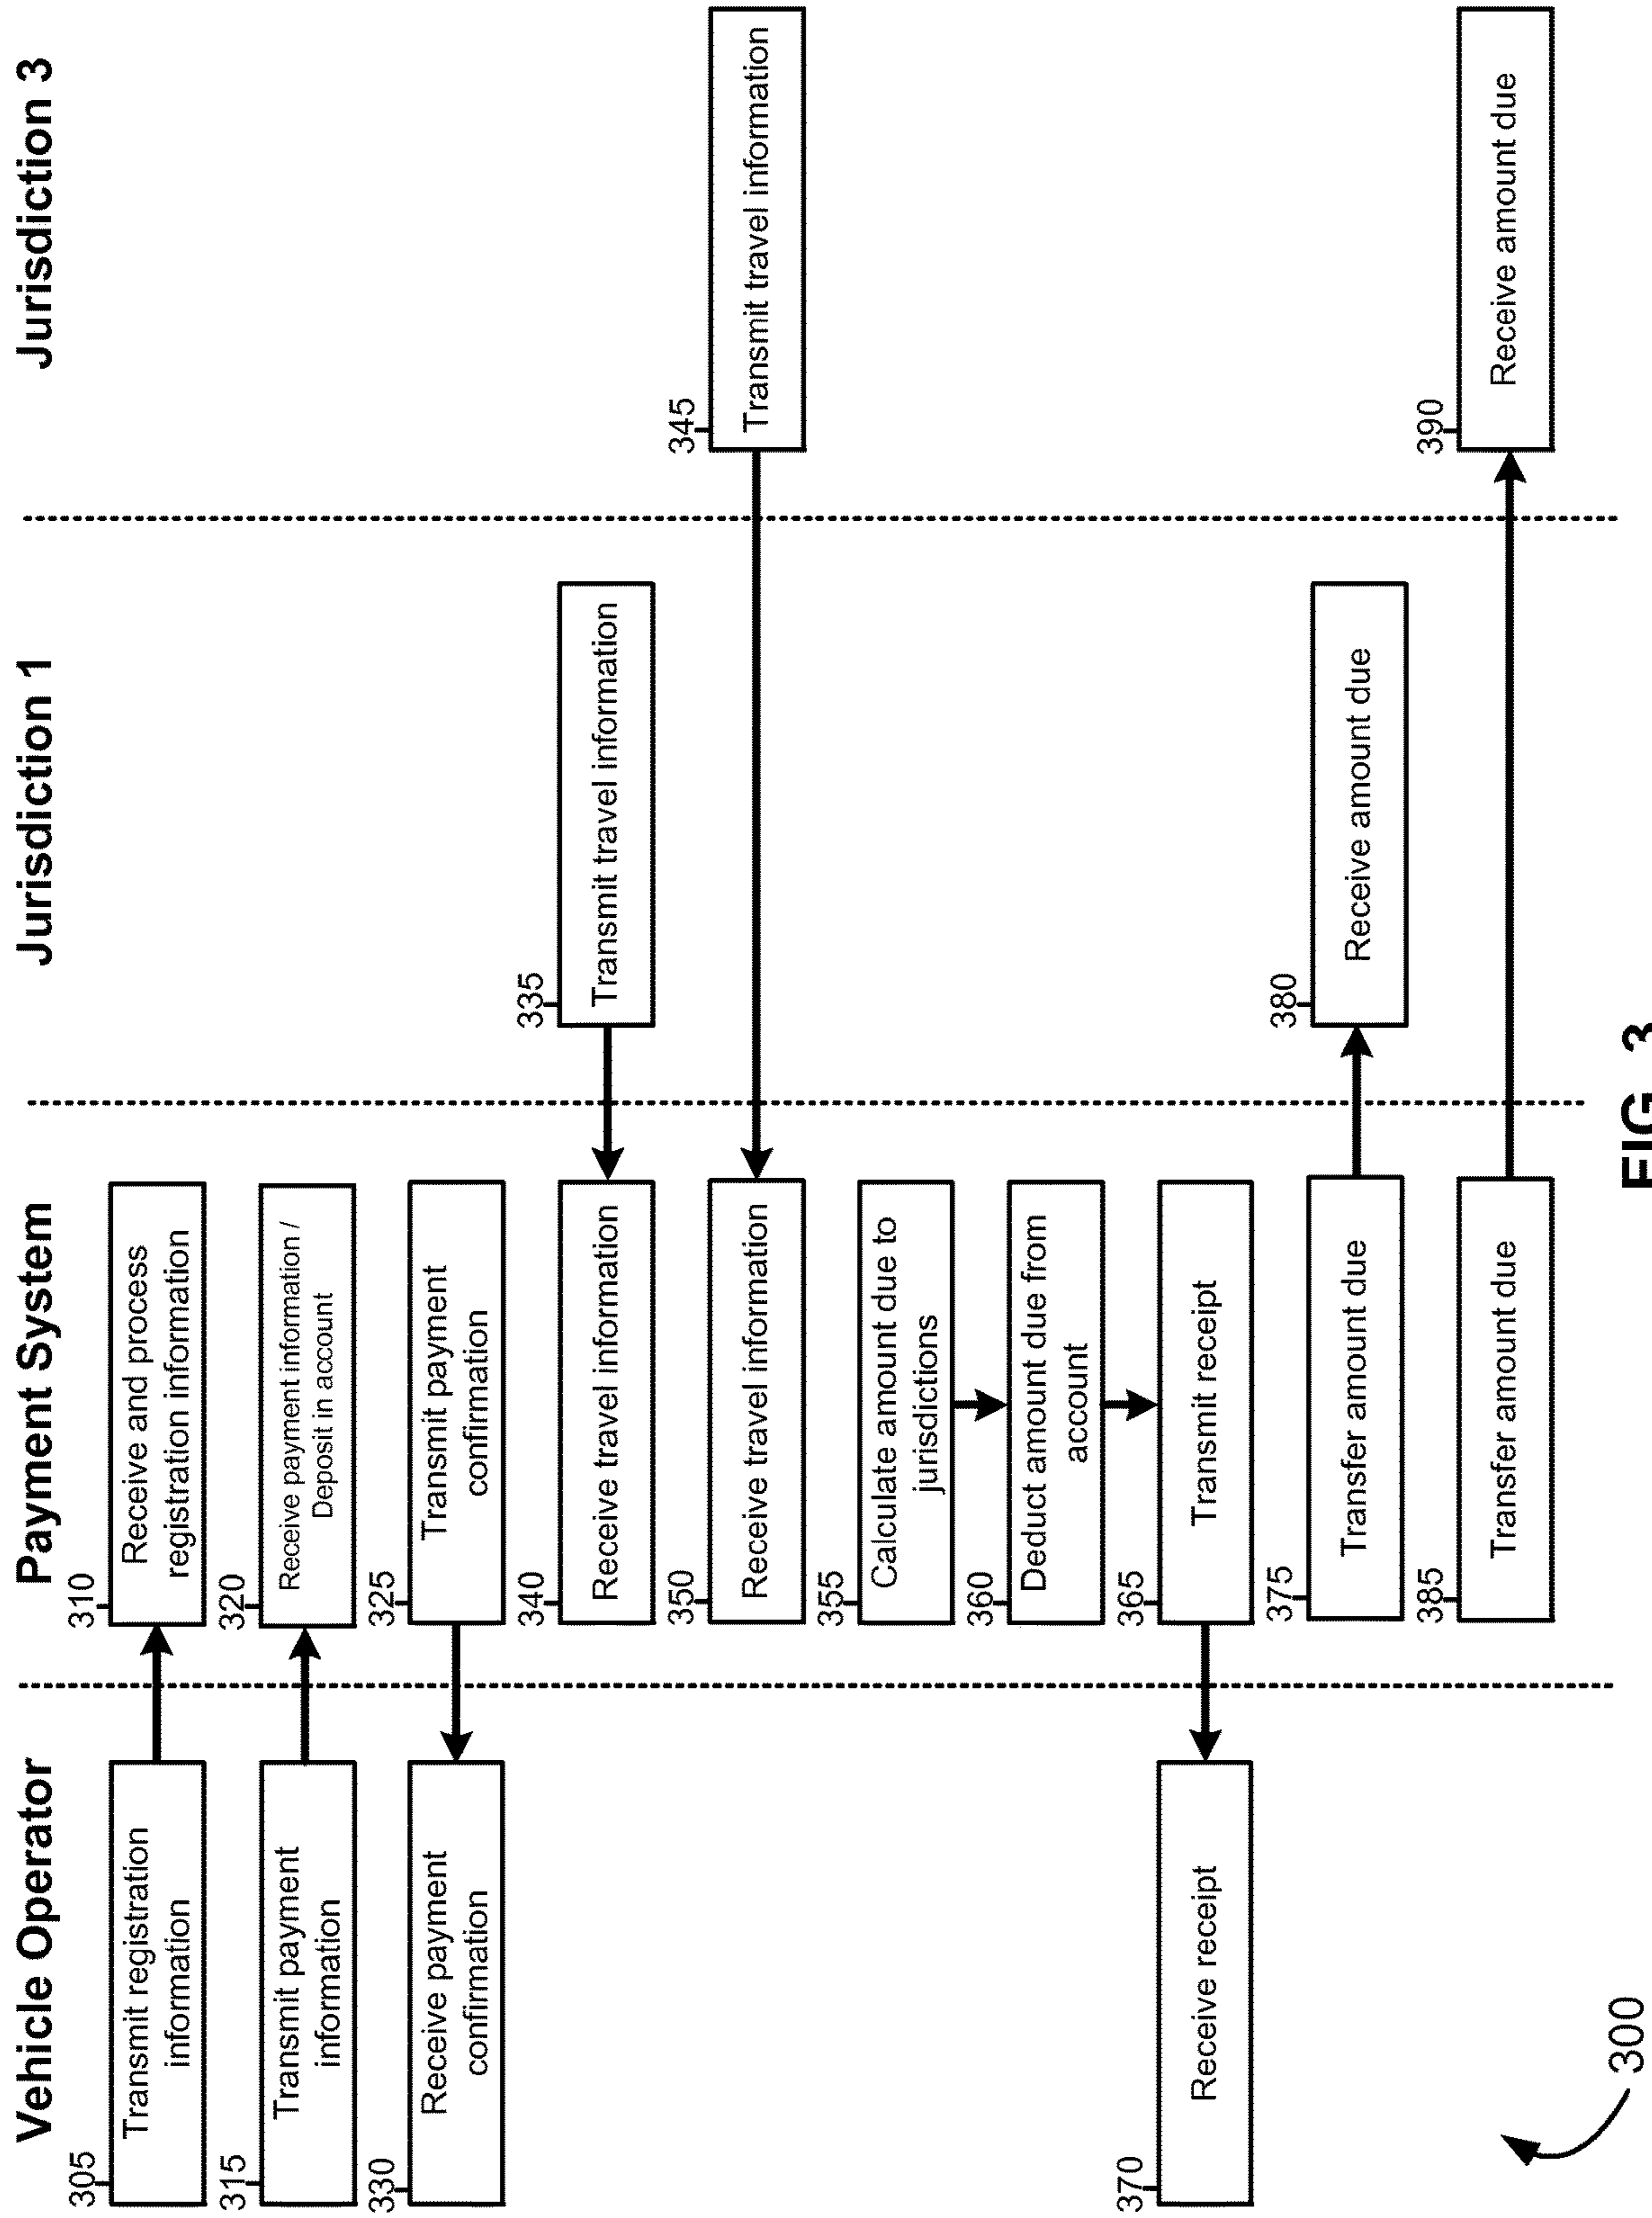 Vehicle Operator
Payment System
Jurisdiction 1
Jurisdiction 3
305
Transmit registration
information
310
Receive and process
registration information
315
Transmit payment
information
320
Receive payment information /
Deposit in account
330
Receive payment
confirmation
325
Transmit payment
confirmation
340
Receive travel information
335
Transmit travel information
350
Receive travel information
345
Transmit travel information
355
Calculate amount due to
jurisdictions
360
Deduct amount due from
account
370
Receive receipt
365
Transmit receipt
375
Transfer amount due
380
Receive amount due
385
Transfer amount due
390
Receive amount due
300
FIG. 3